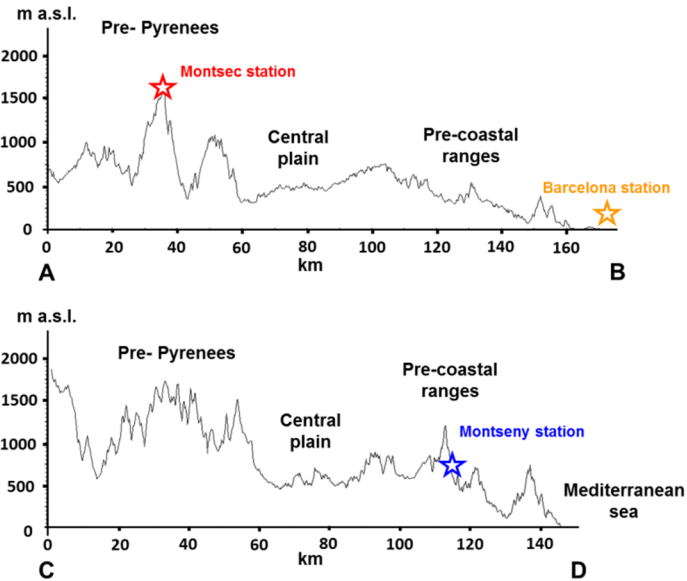 m a.s.l.
Pre- Pyrenees
2000
Montsec station
1500
1000
Central
plain
Pre-coastal
ranges
500
Barcelona station
0
0 20 40 60 80 100 120 140 160
km
A B
m a.s.l.
Pre- Pyrenees
2000
Pre-coastal
ranges
1500
Central
plain
Montseny station
1000
500
Mediterranean
sea
0
0 20 40 60 80 100 120 140
km
C D